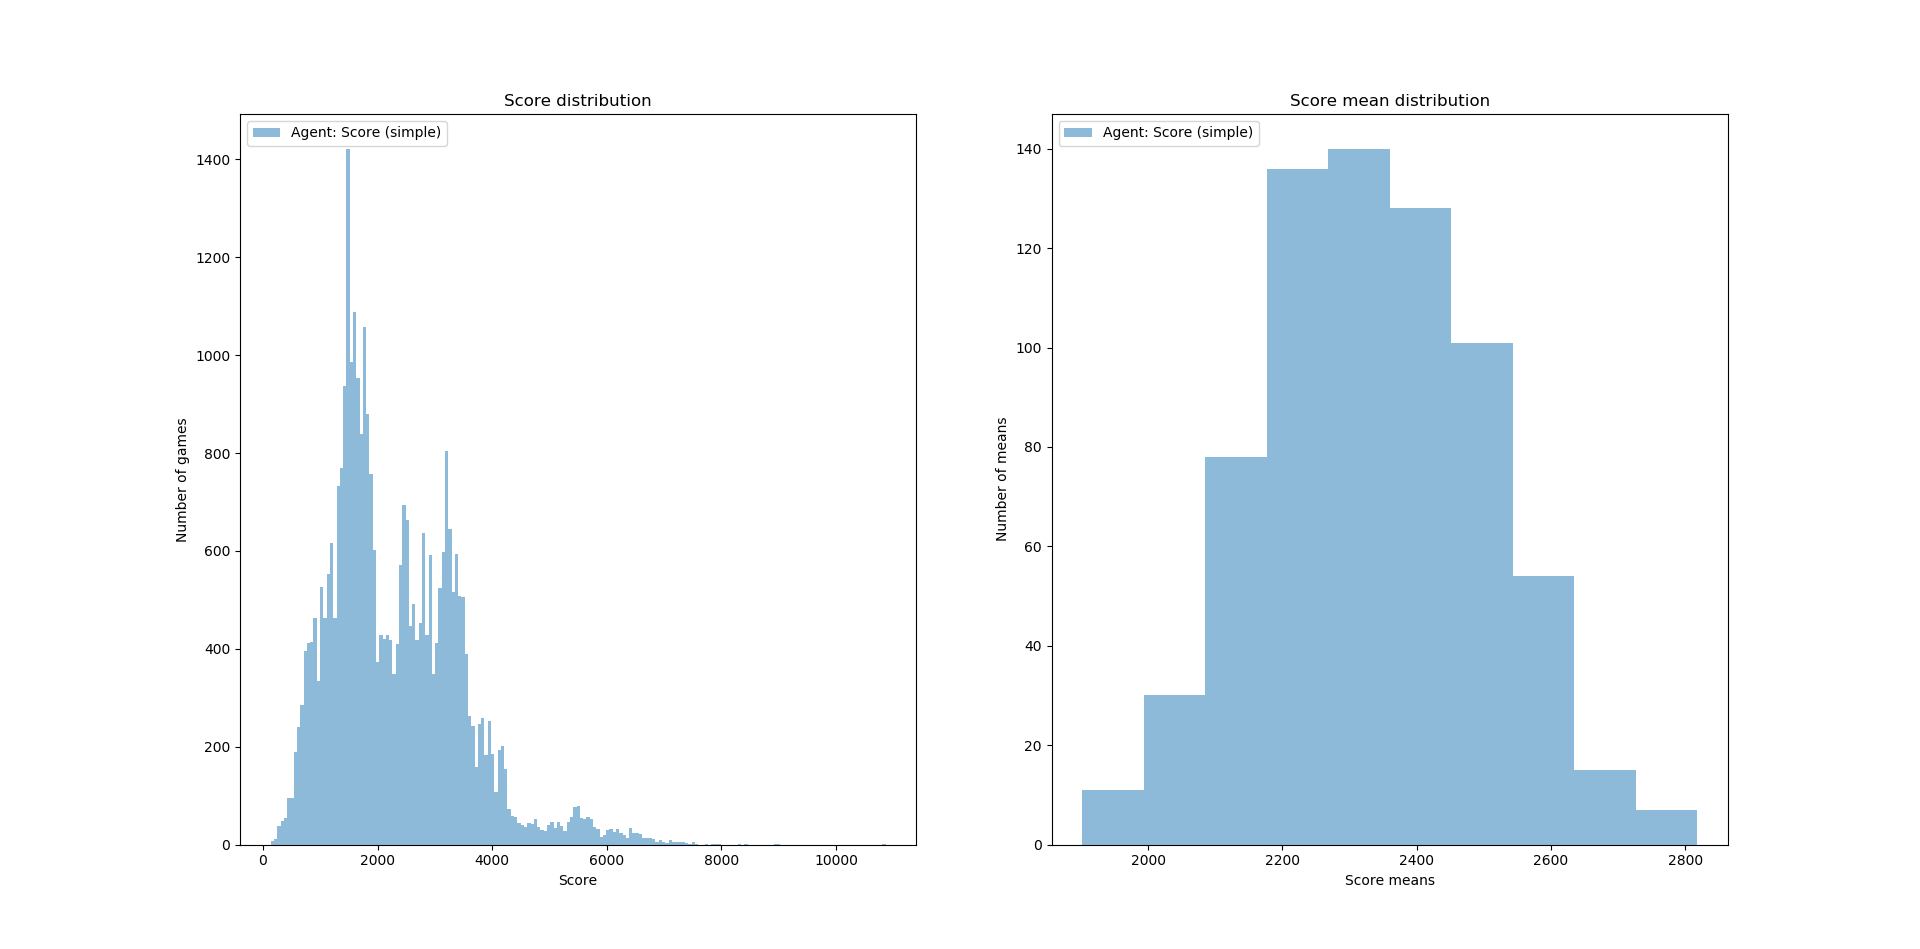 Score distribution
Agent: Score (simple)
1400
1200
1000
800
600
400
200
0
Number of games
0 2000 4000 6000 8000 10000
Score
Score mean distribution
Agent: Score (simple)
140
120
100
80
60
40
20
0
Number of means
2000 2200 2400 2600 2800
Score means